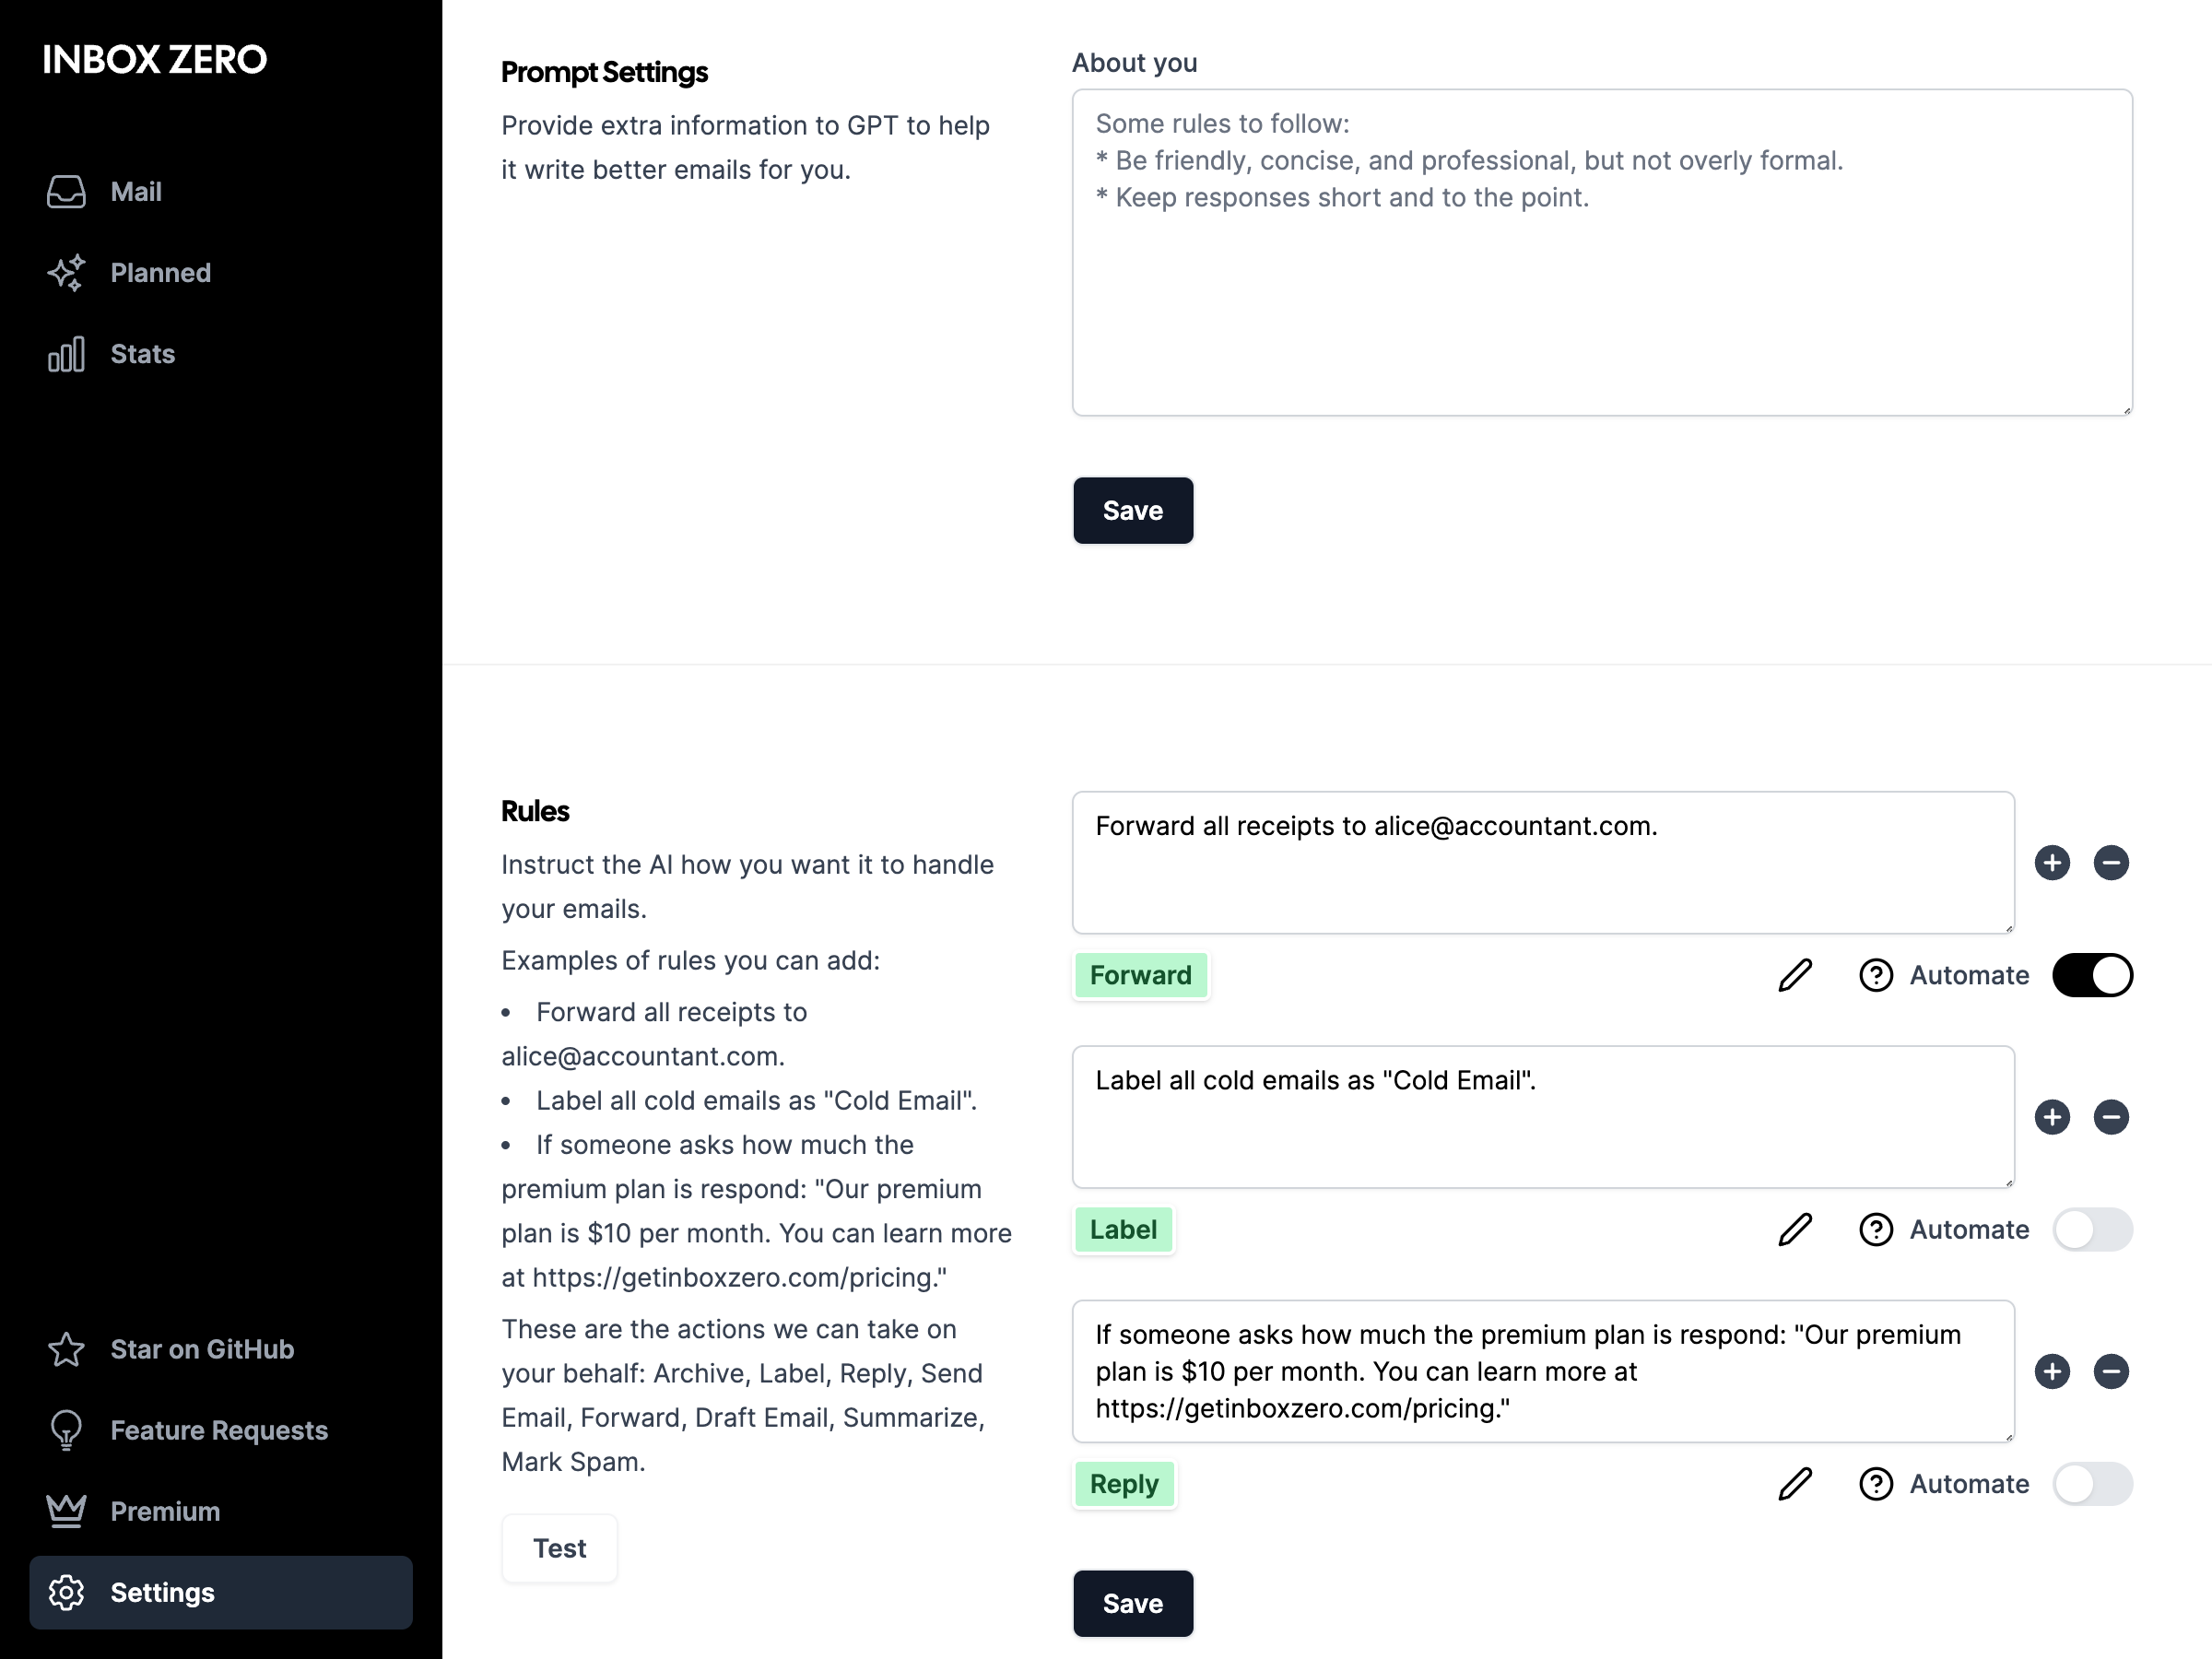 INBOX ZERO
Mail
Planned
Stats
Star on GitHub
Feature Requests
Premium
Settings
Prompt Settings
Provide extra information to GPT to help
it write better emails for you.
About you
Some rules to follow:
* Be friendly, concise, and professional, but not overly formal.
* Keep responses short and to the point.
Save
Rules
Instruct the AI how you want it to handle
your emails.
Examples of rules you can add:
• Forward all receipts to
alice@accountant.com.
• Label all cold emails as "Cold Email".
• If someone asks how much the
premium plan is respond: "Our premium
plan is $10 per month. You can learn more
at https://getinboxzero.com/pricing."
These are the actions we can take on
your behalf: Archive, Label, Reply, Send
Email, Forward, Draft Email, Summarize,
Mark Spam.
Test
Forward all receipts to alice@accountant.com.
Forward
Automate
Label all cold emails as "Cold Email".
Label
Automate
If someone asks how much the premium plan is respond: "Our premium
plan is $10 per month. You can learn more at
https://getinboxzero.com/pricing."
Reply
Automate
Save